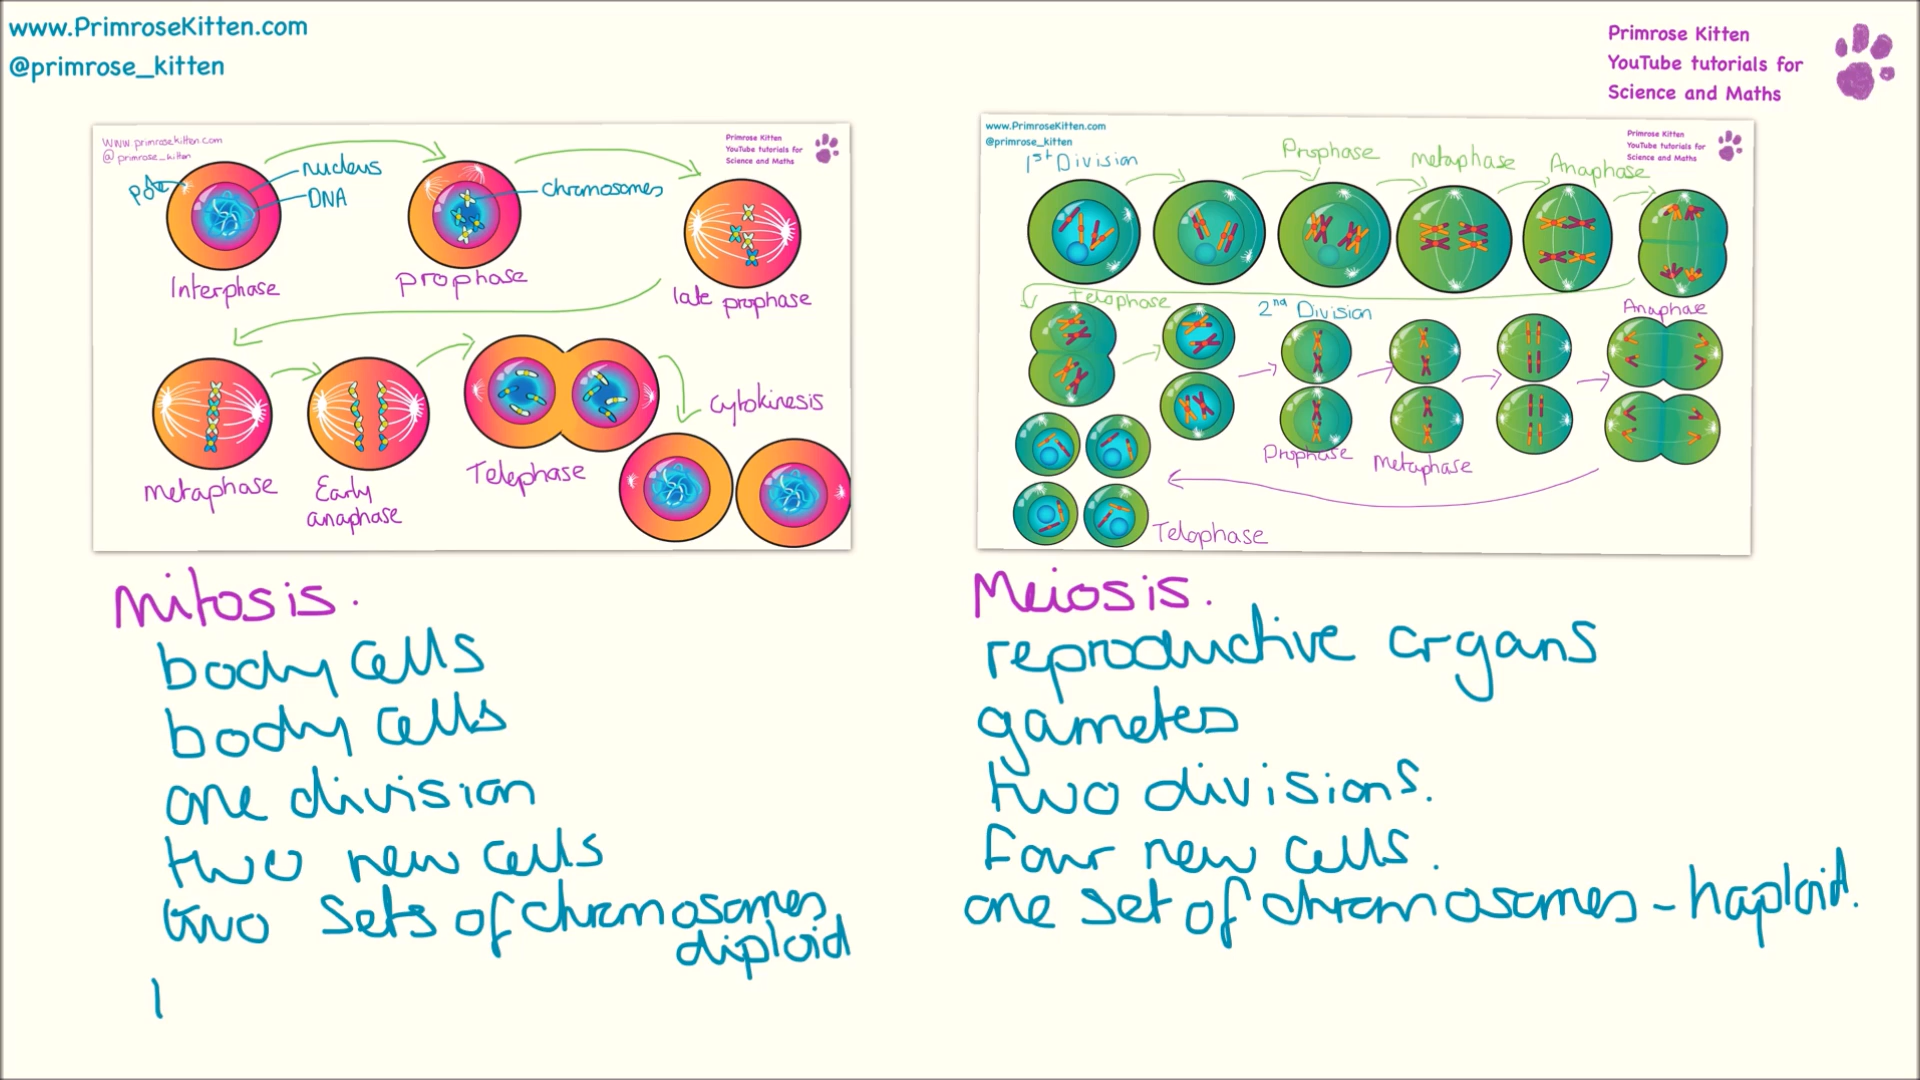 www.PrimroseKitten.com
@primrose_kitten
Primrose Kitten
YouTube tutorials for
Science and Maths
www.primrosekitten.com
@primrose_kitten
Primrose Kitten
YouTube tutorials for
Science and Maths
pole
nucleus
DNA
chromosomes
Interphase
prophase
late prophase
metaphase
Early
anaphase
Telephase
Cytokinesis
www.PrimroseKitten.com
@primrose_kitten
Primrose Kitten
YouTube tutorials for
Science and Maths
1st Division
Prophase
metaphase
Anaphase
Telophase
2nd Division
Anaphase
Prophase
Metaphase
Telophase
Mitosis.
body cells
body cells
one division
two new cells
two sets of chromosomes
diploid
Meiosis.
reproductive organs
gametes
two divisions.
four new cells.
one set of chromosomes - haploid.